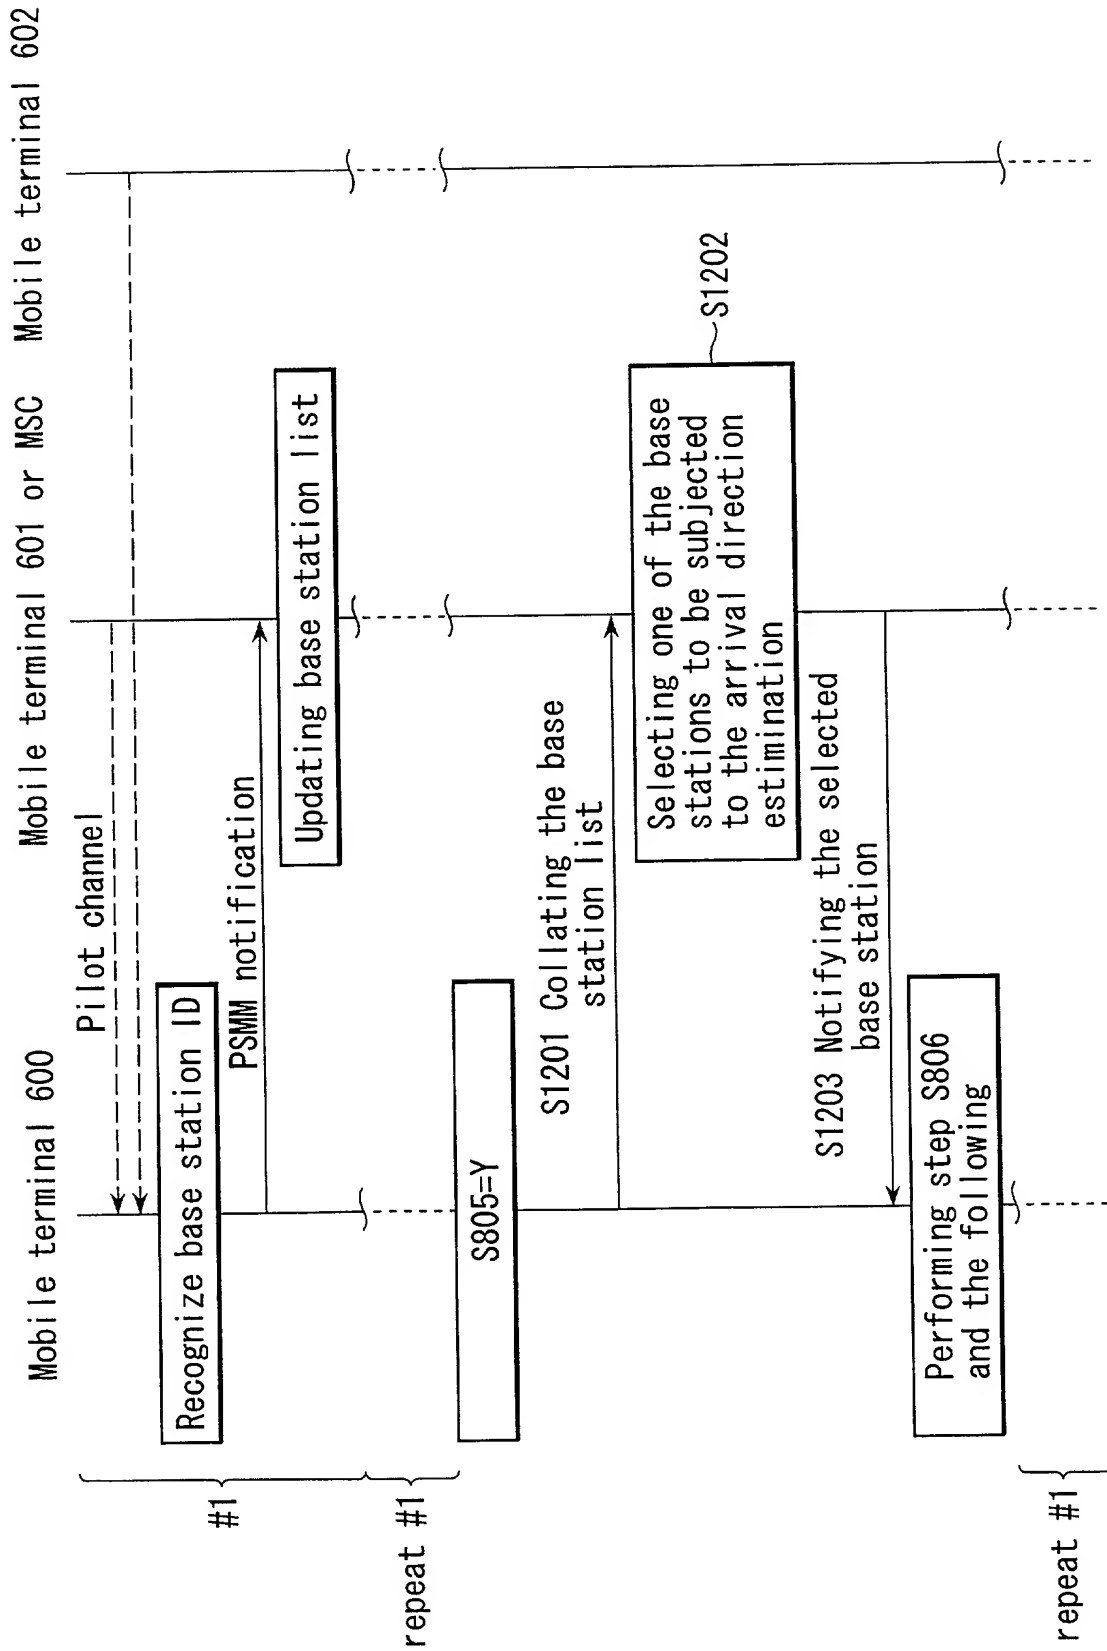 Mobile terminal 600
Mobile terminal 601 or MSC
Mobile terminal 602
Pilot channel
Recognize base station ID
PSMM notification
Updating base station list
#1
repeat #1
S805=Y
S1201 Collating the base
station list
Selecting one of the base
stations to be subjected
to the arrival direction
estimination
S1202
S1203 Notifying the selected
base station
Performing step S806
and the following
repeat #1